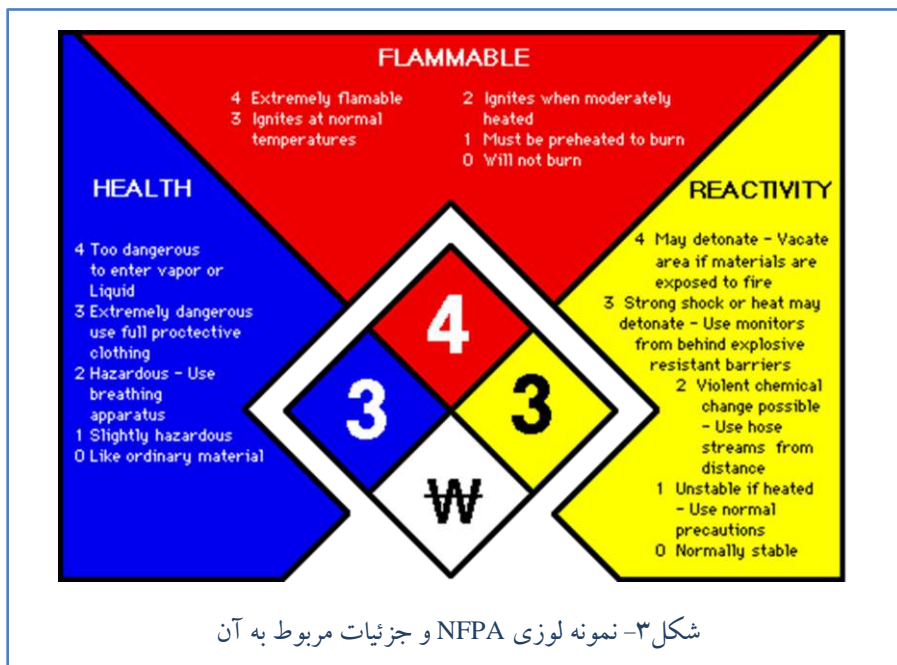 FLAMMABLE
4 Extremely flamable
3 Ignites at normal
temperatures
2 Ignites when moderately
heated
1 Must be preheated to burn
0 Will not burn
HEALTH
4 Too dangerous
to enter vapor or
Liquid
3 Extremely dangerous
use full proctective
clothing
2 Hazardous - Use
breathing
apparatus
1 Slightly hazardous
0 Like ordinary material
REACTIVITY
4 May detonate - Vacate
area if materials are
exposed to fire
3 Strong shock or heat may
detonate - Use monitors
from behind explosive
resistant barriers
2 Violent chemical
change possible
- Use hose
streams from
distance
1 Unstable if heated
- Use normal
precautions
0 Normally stable
4
3
3
W
شکل۳- نمونه لوزی NFPA و جزئیات مربوط به آن